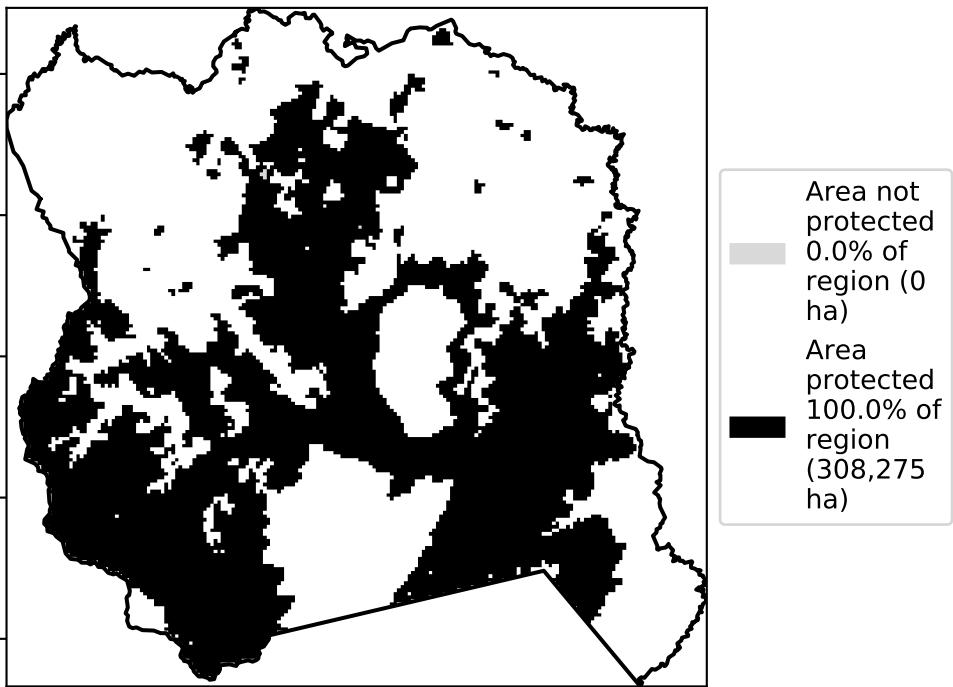 Area not
protected
0.0% of
region (0
ha)
Area
protected
100.0% of
region
(308,275
ha)